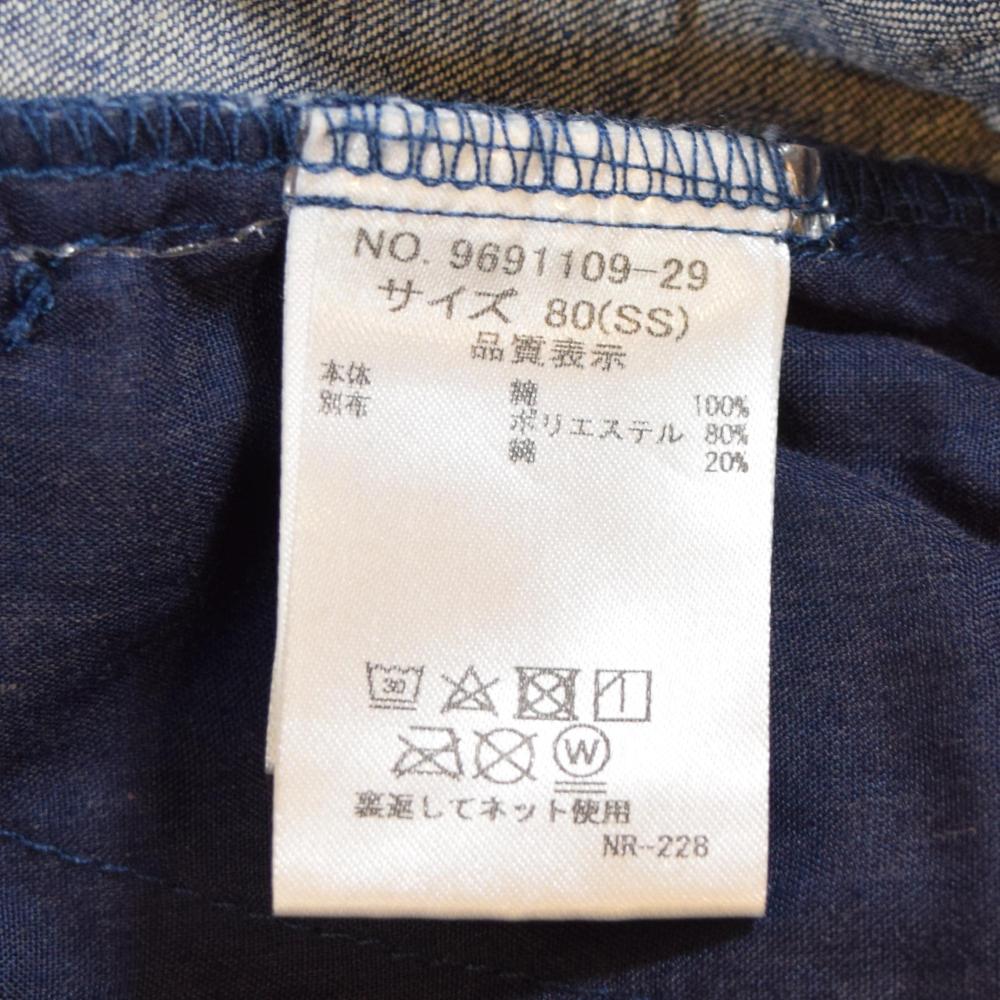 NO. 9691109-29
サイズ 80(SS)
品質表示
本体 綿 100%
別布 ポリエステル 80%
綿 20%
30
W
裏返してネット使用
NR-228